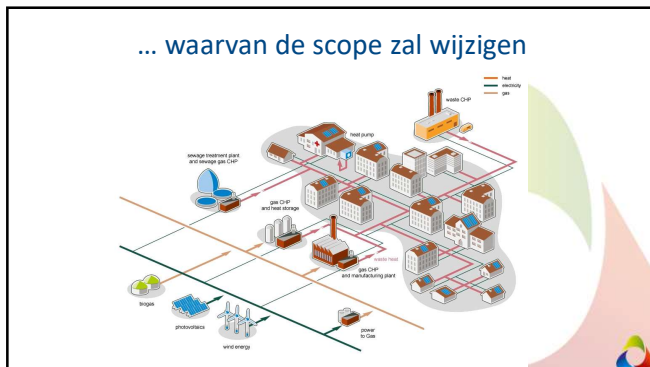 ... waarvan de scope zal wijzigen
heat
electricity
gas
waste CHP
heat pump
sewage treatment plant
and sewage gas CHP
gas CHP
and heat storage
waste heat
gas CHP
and manufacturing plant
biogas
photovoltaics
wind energy
power
to Gas